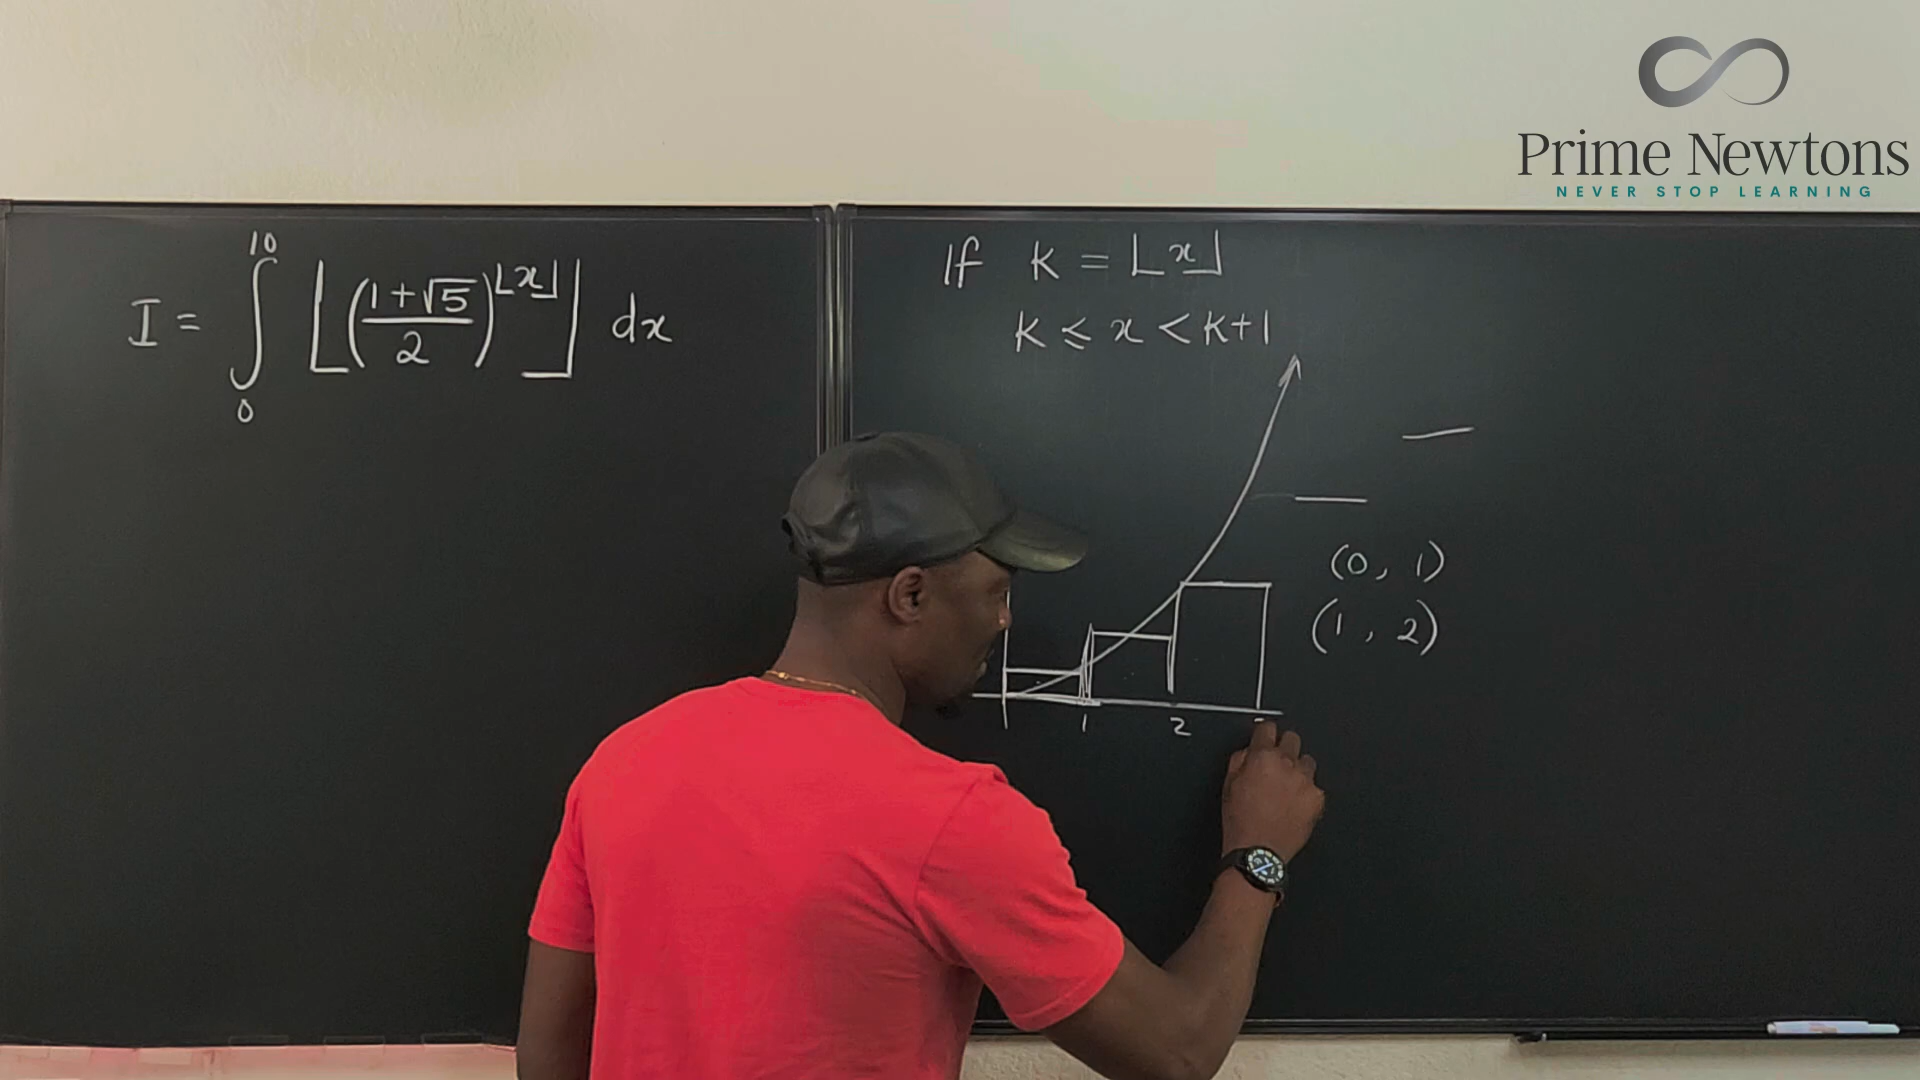 Prime Newtons
NEVER STOP LEARNING
I = ∫₀¹⁰ ⌊((1+√5)/2)^⌊x⌋⌋ dx
If k = ⌊x⌋
k ≤ x < k+1
(0, 1)
(1, 2)
1 2